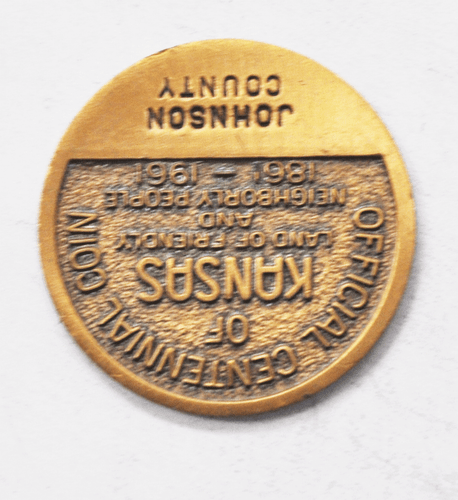 OFFICIAL CENTENNIAL COIN
OF
KANSAS
LAND OF FRIENDLY
AND
NEIGHBORLY PEOPLE
1861 - 1961
JOHNSON
COUNTY